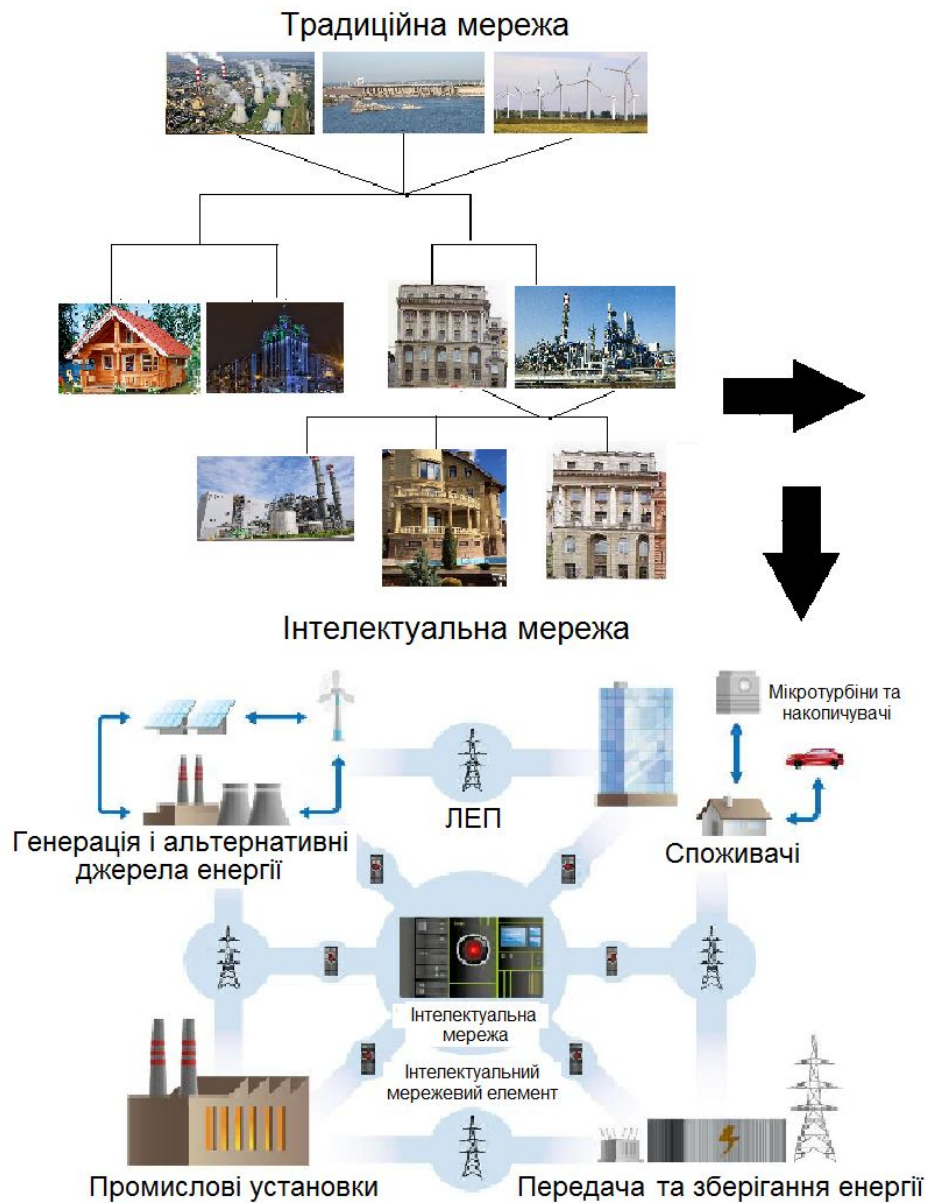 Традиційна мережа
Інтелектуальна мережа
Мікротурбіни та
накопичувачі
ЛЕП
Генерація і альтернативні
джерела енергії
Споживачі
Інтелектуальна
мережа
Інтелектуальний
мережевий елемент
Промислові установки
Передача та зберігання енергії